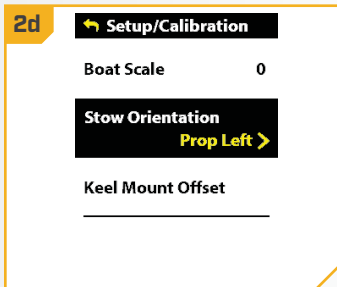 2d
Setup/Calibration
Boat Scale 0
Stow Orientation
Prop Left >
Keel Mount Offset